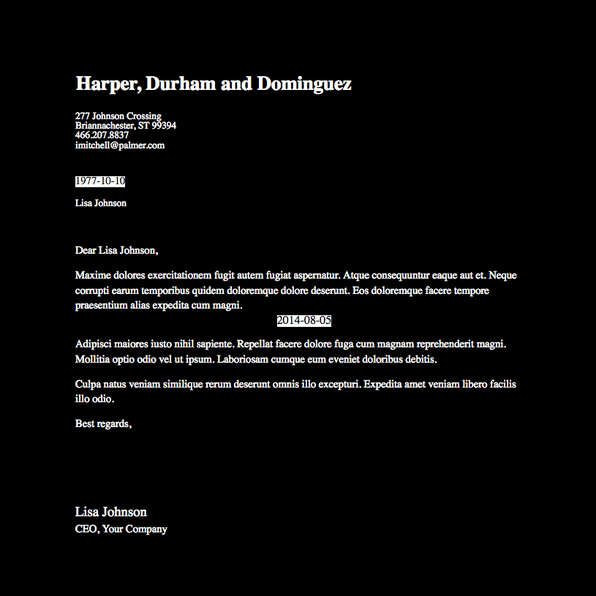 Harper, Durham and Dominguez
277 Johnson Crossing
Briannachester, ST 99394
466.207.8837
imitchell@palmer.com
1977-10-10
Lisa Johnson
Dear Lisa Johnson,
Maxime dolores exercitationem fugit autem fugiat aspernatur. Atque consequuntur eaque aut et. Neque
corrupti earum temporibus quidem doloremque dolore deserunt. Eos doloremque facere tempore
praesentium alias expedita cum magni.
2014-08-05
Adipisci maiores iusto nihil sapiente. Repellat facere dolore fuga cum magnam reprehenderit magni.
Mollitia optio odio vel ut ipsum. Laboriosam cumque eum eveniet doloribus debitis.
Culpa natus veniam similique rerum deserunt omnis illo excepturi. Expedita amet veniam libero facilis
illo odio.
Best regards,
Lisa Johnson
CEO, Your Company